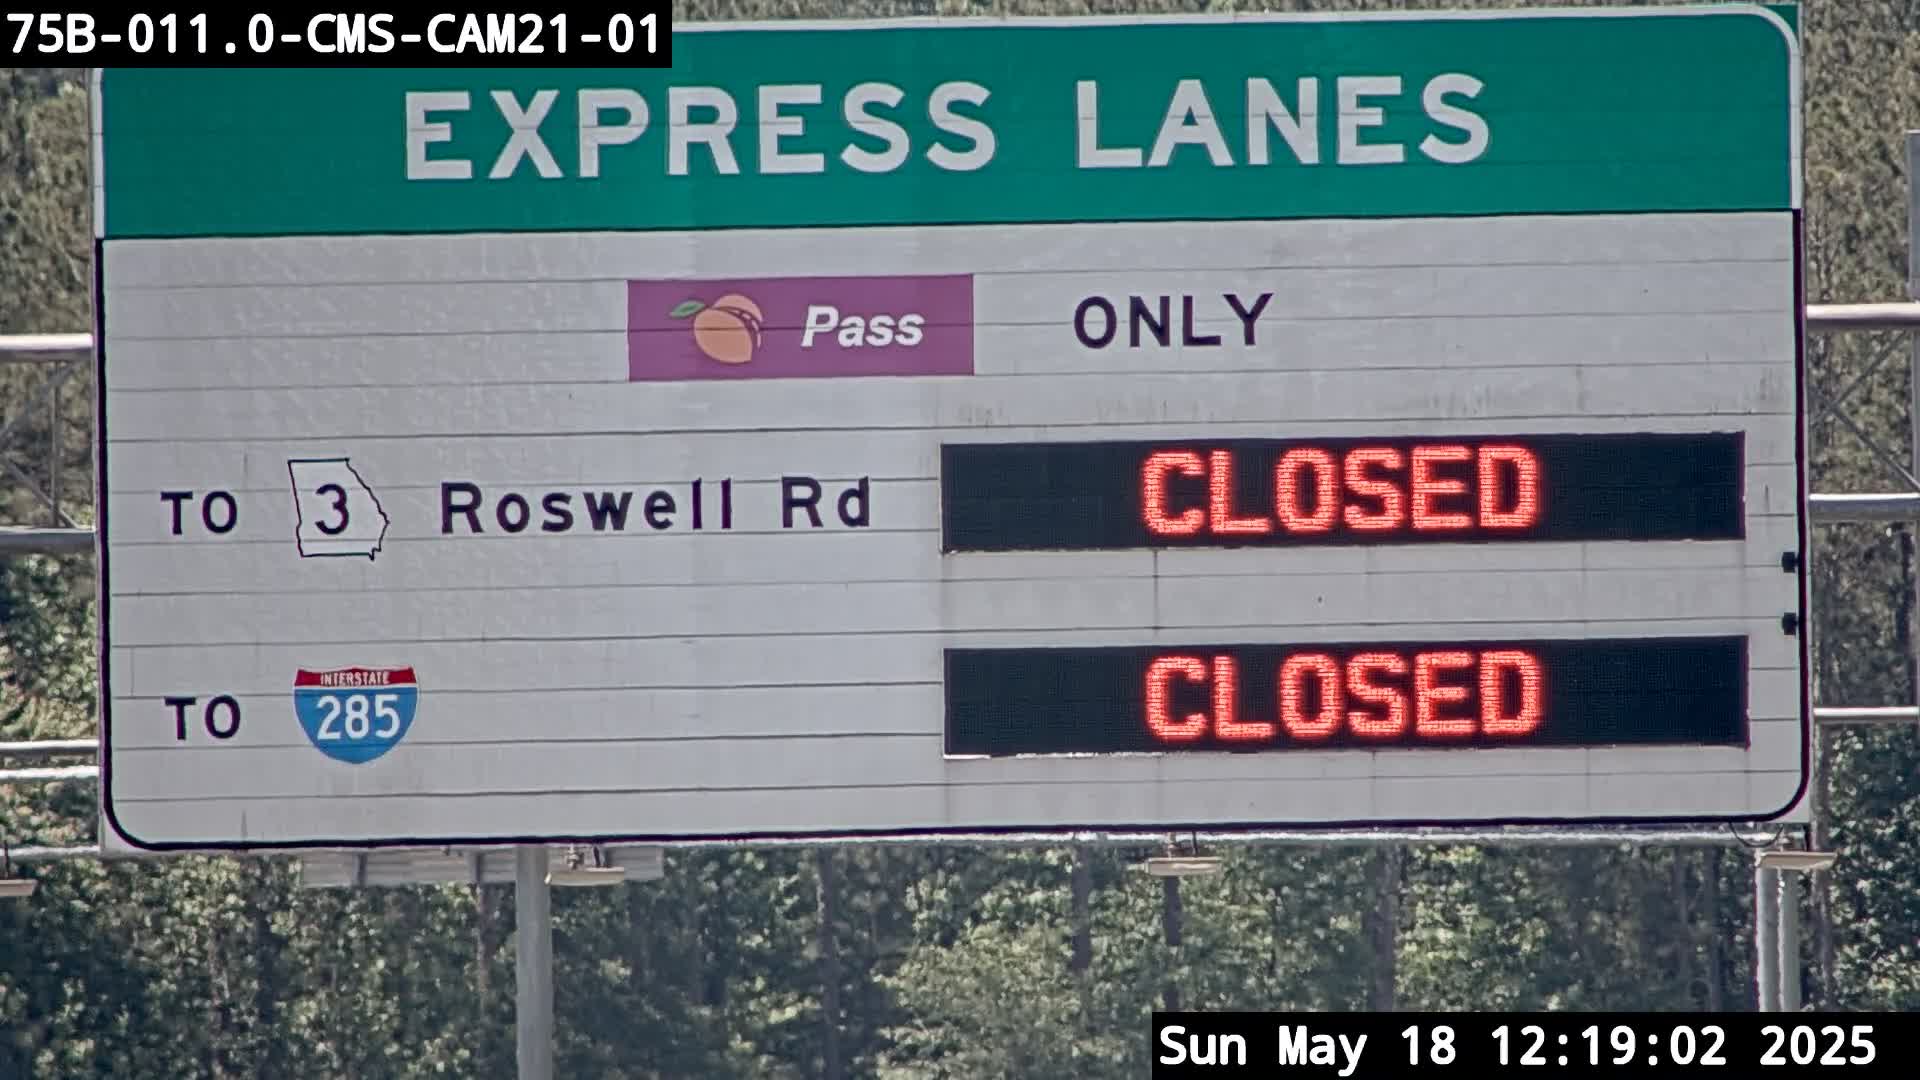 75B-011.0-CMS-CAM21-01
EXPRESS LANES
Pass ONLY
TO 3 Roswell Rd CLOSED
INTERSTATE
TO 285 CLOSED
Sun May 18 12:19:02 2025